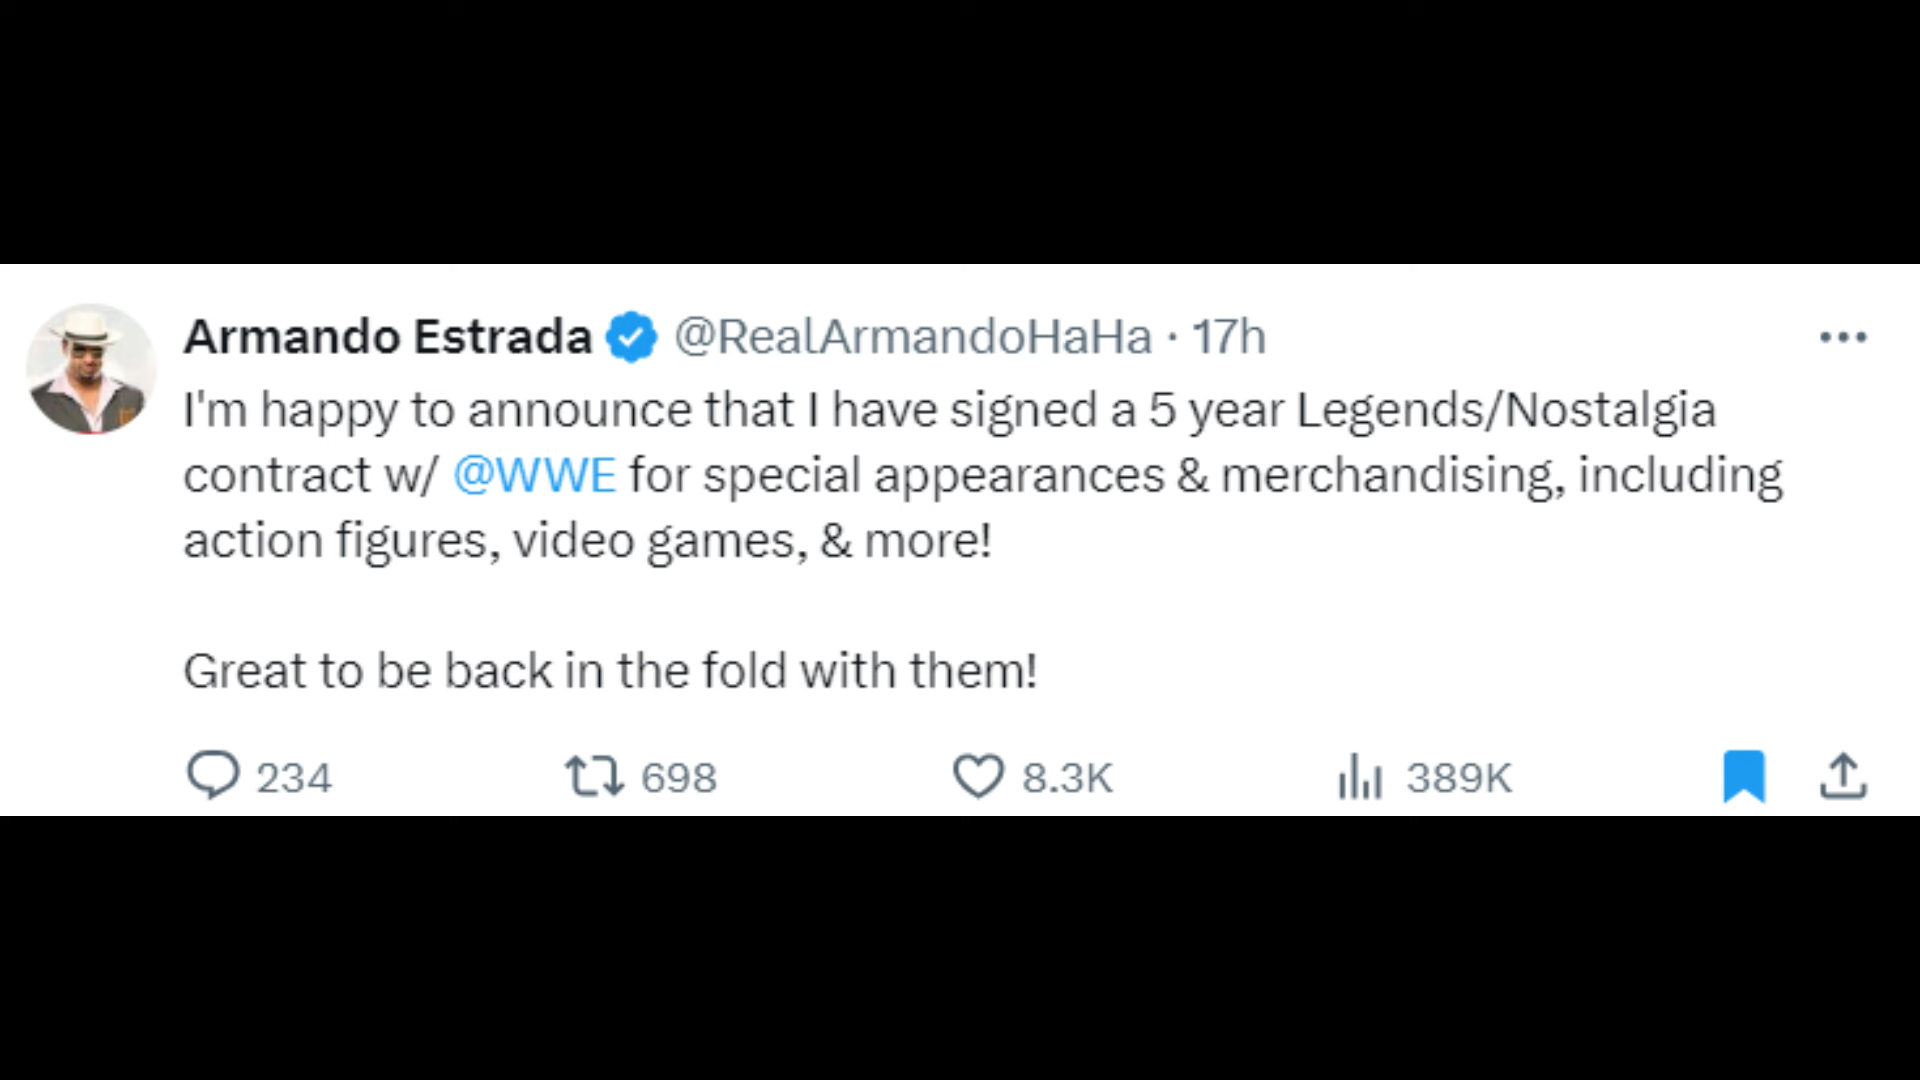 Armando Estrada @RealArmandoHaHa · 17h
I'm happy to announce that I have signed a 5 year Legends/Nostalgia
contract w/ @WWE for special appearances & merchandising, including
action figures, video games, & more!
Great to be back in the fold with them!
234 698 8.3K 389K